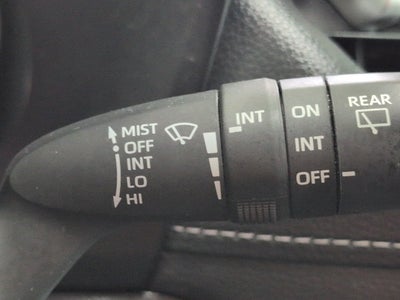 MIST
OFF
INT
LO
HI
INT
ON
INT
OFF
REAR